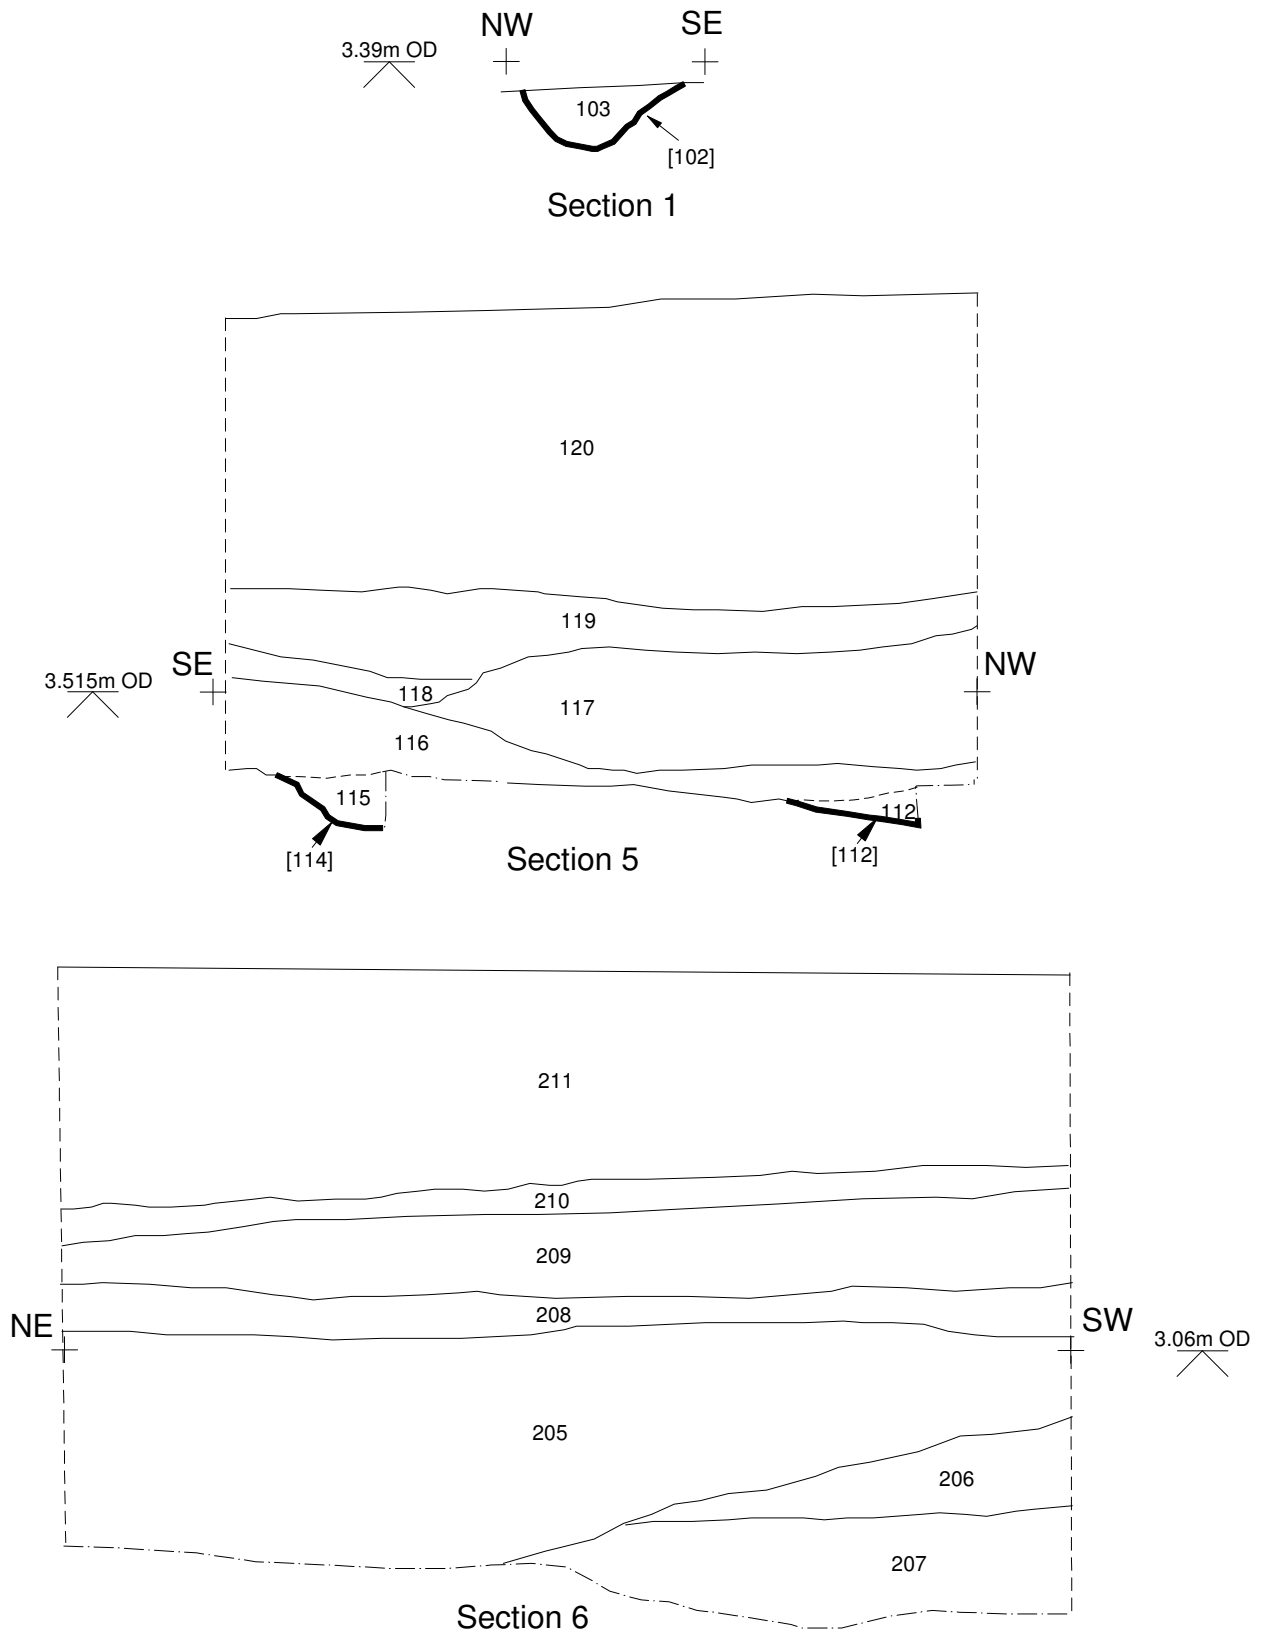 NW SE
3.39m OD
103
[102]
Section 1
120
119
SE NW
3.515m OD
118
117
116
115
112
[114] [112]
Section 5
211
210
209
208
NE SW
3.06m OD
205
206
207
Section 6